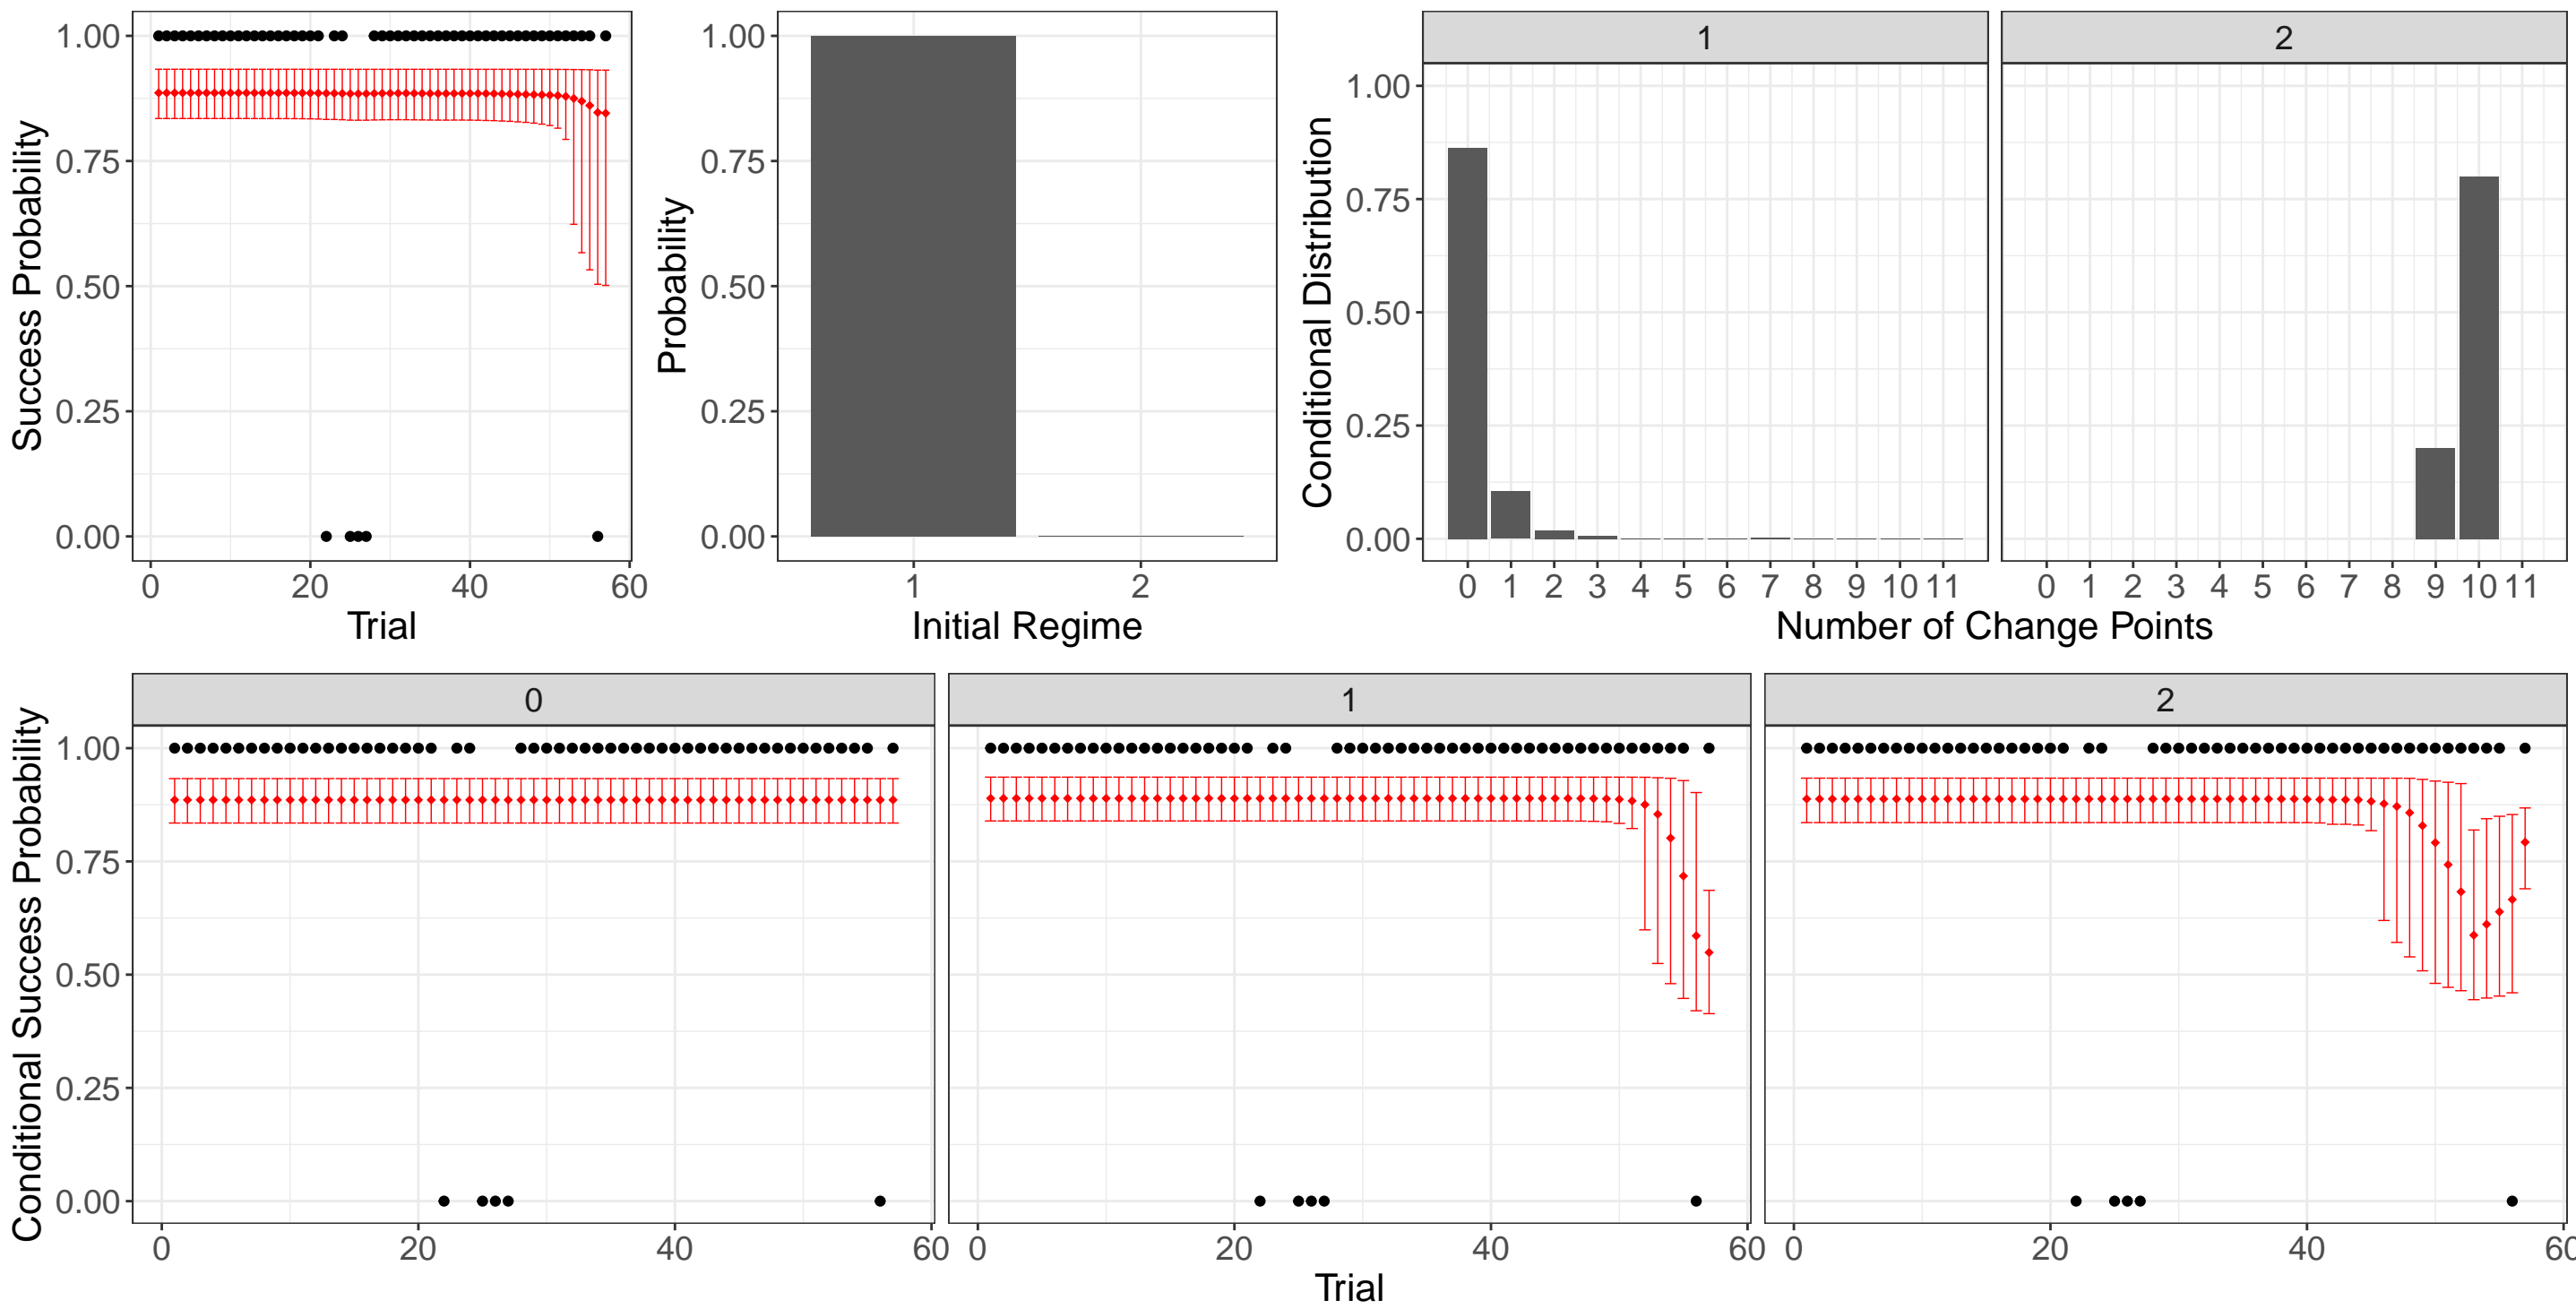 Success Probability
1.00
0.75
0.50
0.25
0.00
0 20 40 60
Trial
Probability
1.00
0.75
0.50
0.25
0.00
1 2
Initial Regime
Conditional Distribution
1 2
1.00
0.75
0.50
0.25
0.00
0 1 2 3 4 5 6 7 8 9 10 11 0 1 2 3 4 5 6 7 8 9 10 11
Number of Change Points
Conditional Success Probability
0 1 2
1.00
0.75
0.50
0.25
0.00
0 20 40 60 0 20 40 60 0 20 40 60
Trial